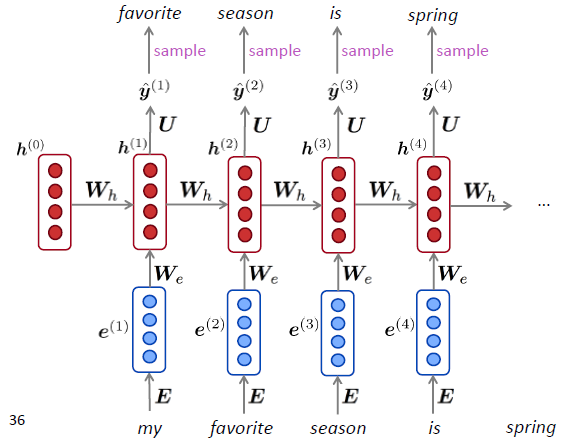 favorite season is spring
sample sample sample sample
ŷ⁽¹⁾ ŷ⁽²⁾ ŷ⁽³⁾ ŷ⁽⁴⁾
U U U U
h⁽⁰⁾ h⁽¹⁾ h⁽²⁾ h⁽³⁾ h⁽⁴⁾
Wₕ Wₕ Wₕ Wₕ Wₕ ...
Wₑ Wₑ Wₑ Wₑ
e⁽¹⁾ e⁽²⁾ e⁽³⁾ e⁽⁴⁾
E E E E
36
my favorite season is spring